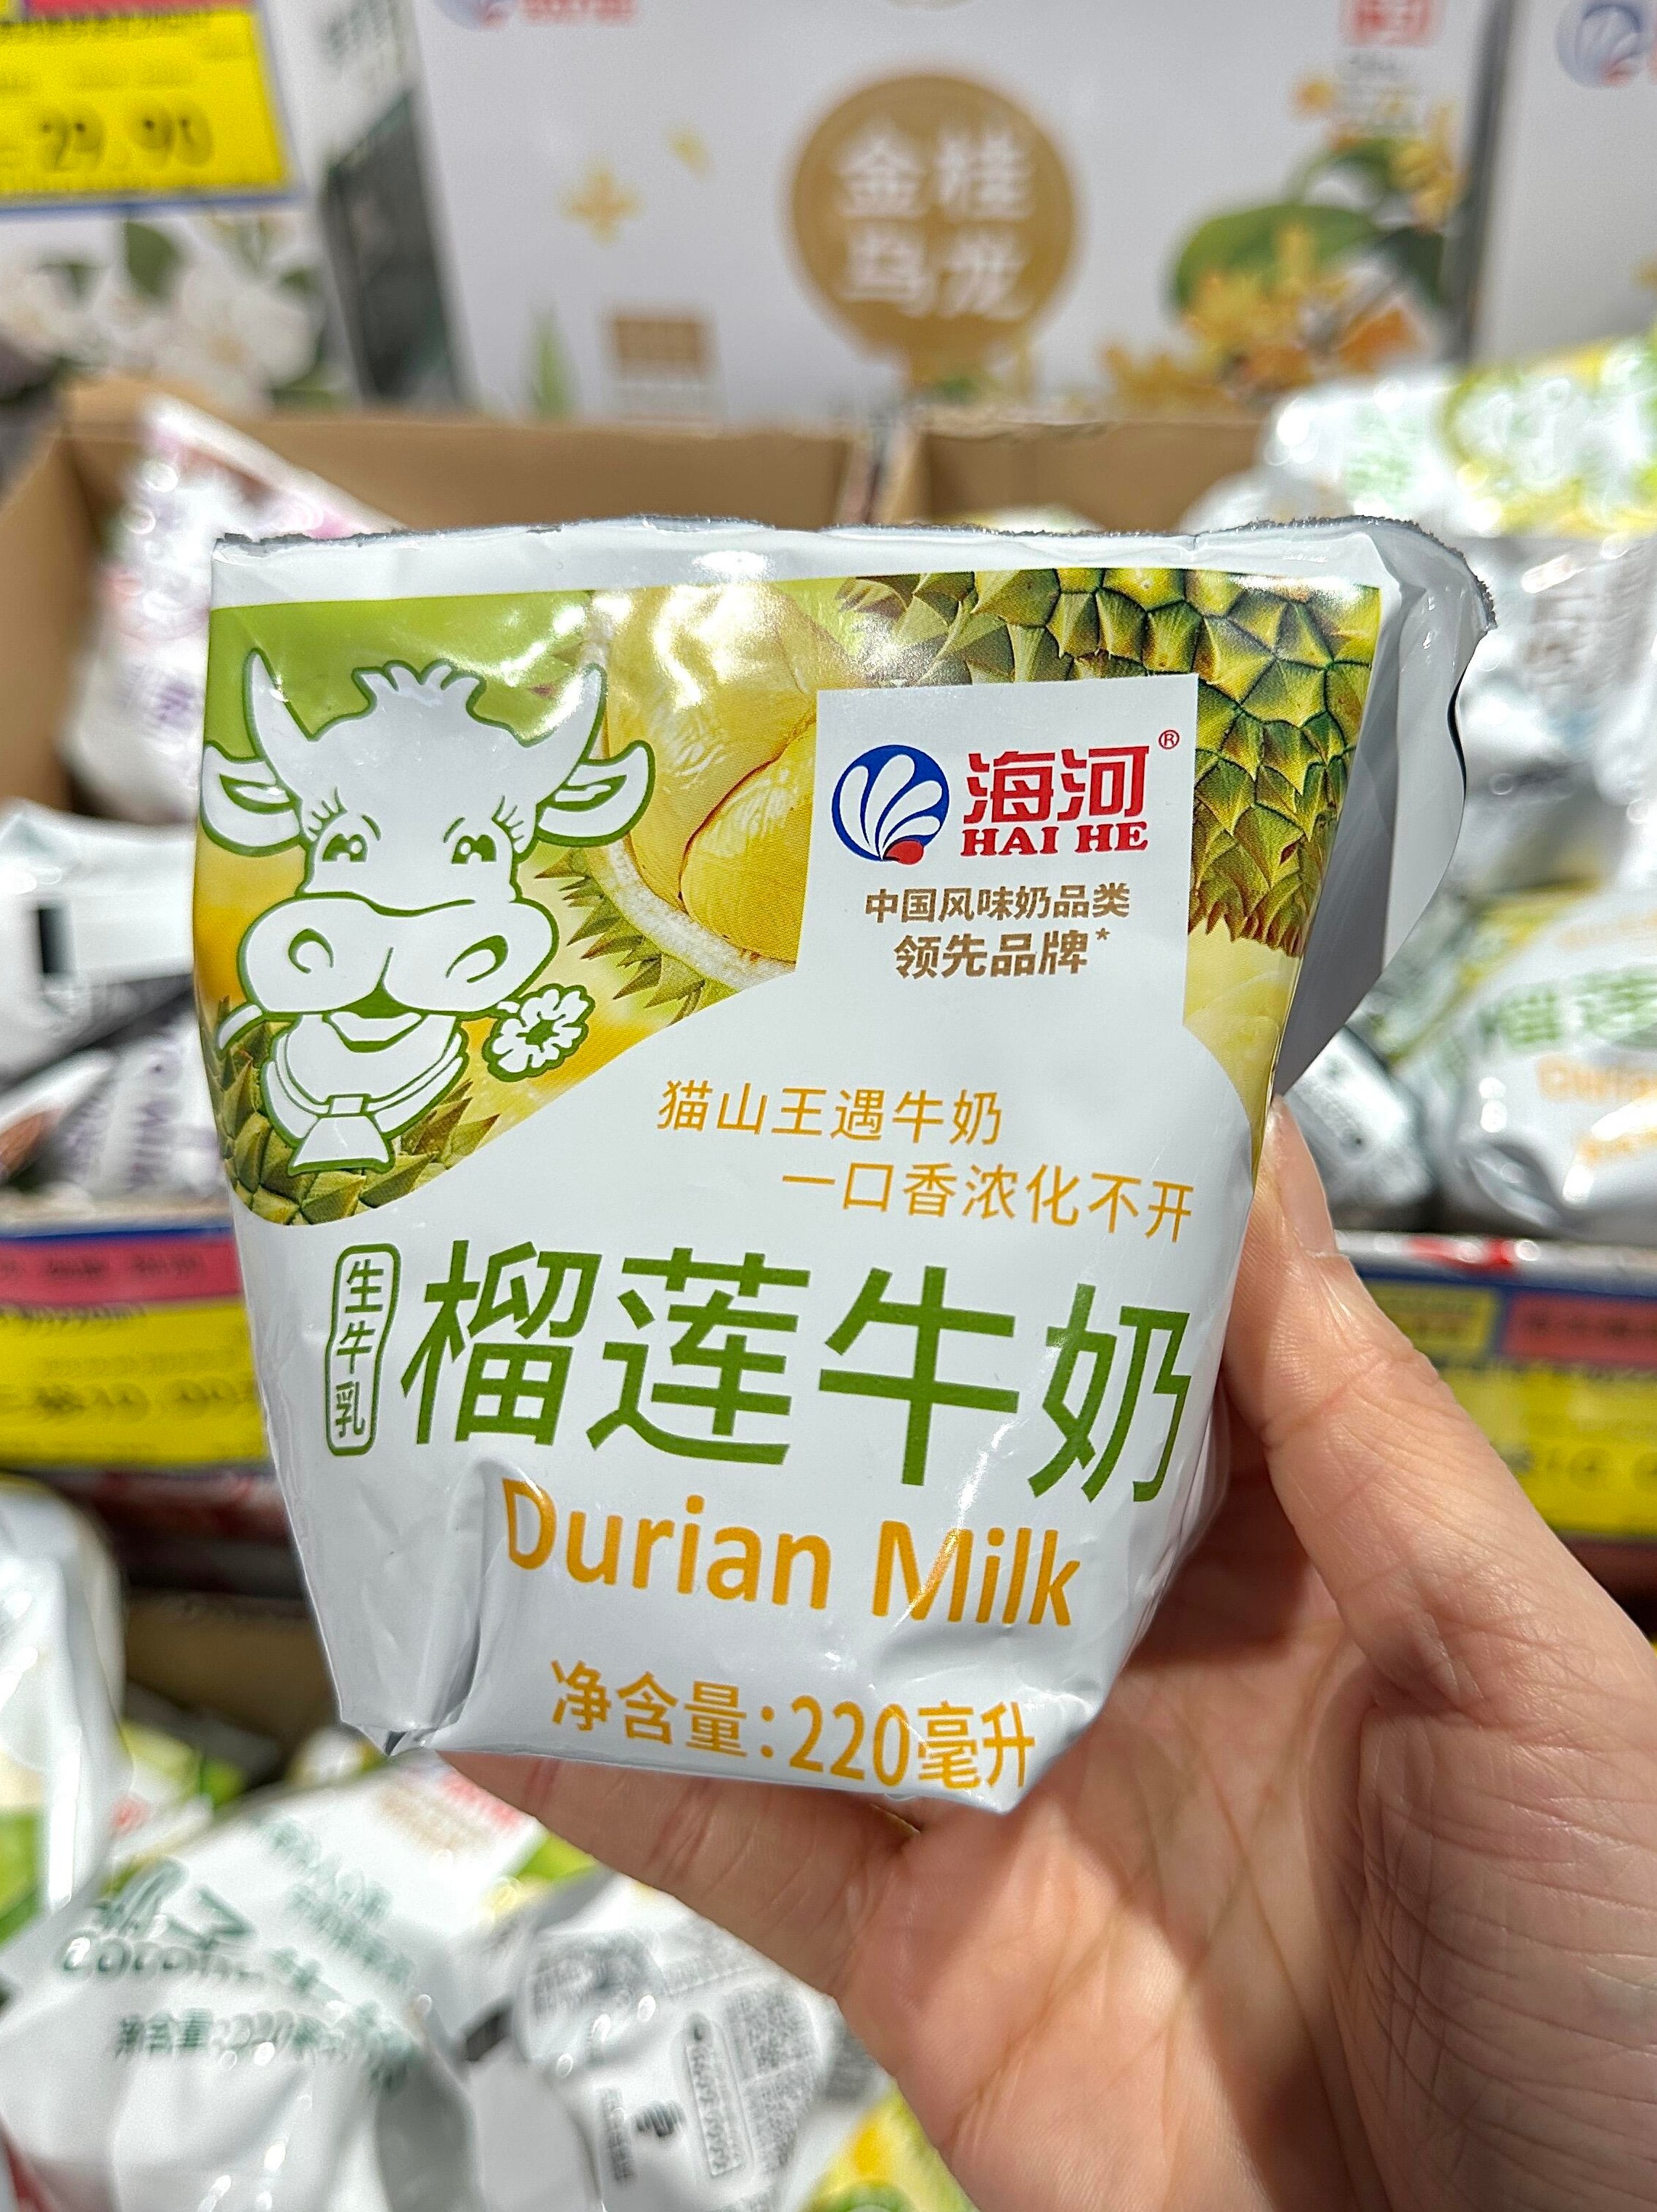 29.90
金桂
乌龙
海河®
HAI HE
中国风味奶品类
领先品牌*
猫山王遇牛奶
一口香浓化不开
生牛乳
榴莲牛奶
Durian Milk
净含量:220毫升